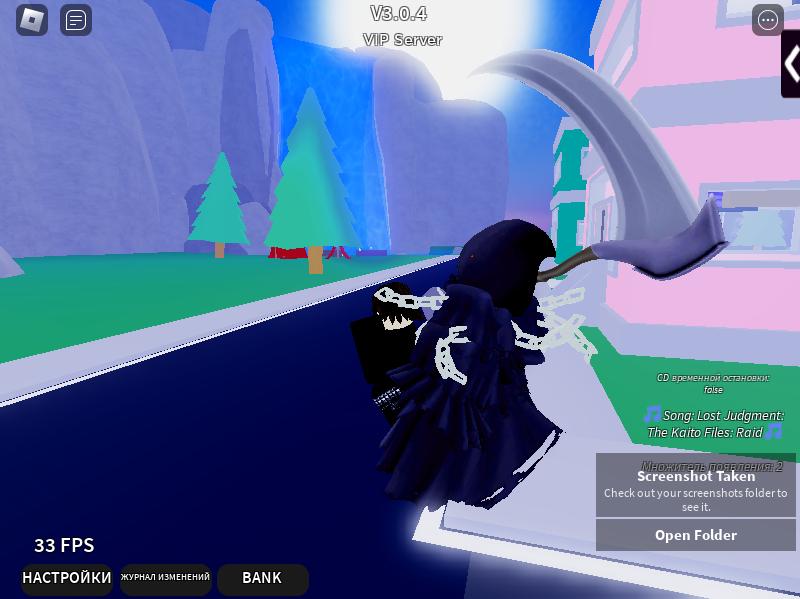 V3.0.4
VIP Server
CD временной остановки:
false
🎵Song: Lost Judgment:
The Kaito Files: Raid🎵
Множитель появления: 2
Screenshot Taken
Check out your screenshots folder to
see it.
Open Folder
33 FPS
НАСТРОЙКИ
ЖУРНАЛ ИЗМЕНЕНИЙ
BANK